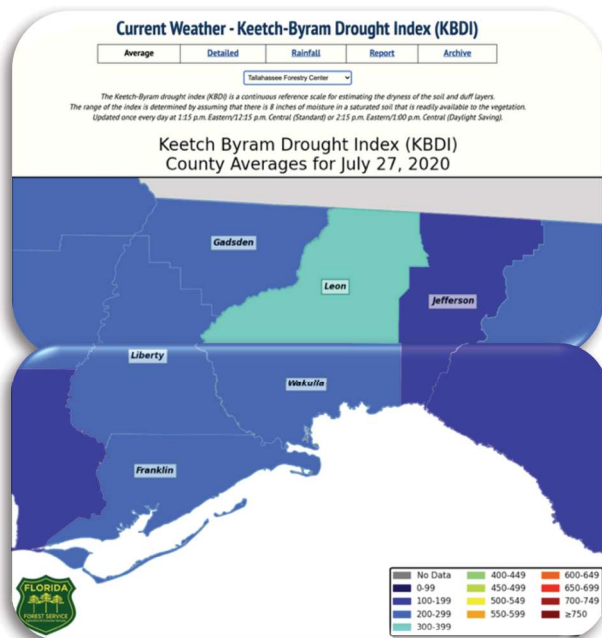 Current Weather - Keetch-Byram Drought Index (KBDI)
Average Detailed Rainfall Report Archive
Tallahassee Forestry Center
The Keetch-Byram drought index (KBDI) is a continuous reference scale for estimating the dryness of the soil and duff layers.
The range of the index is determined by assuming that there is 8 inches of moisture in a saturated soil that is readily available to the vegetation.
Updated once every day at 1:15 p.m. Eastern/12:15 p.m. Central (Standard) or 2:15 p.m. Eastern/1:00 p.m. Central (Daylight Saving).
Keetch Byram Drought Index (KBDI)
County Averages for July 27, 2020
Gadsden
Leon
Jefferson
Liberty
Wakulla
Franklin
No Data 400-449 600-649
0-99 450-499 650-699
100-199 500-549 700-749
200-299 550-599 ≥750
300-399
FLORIDA
FOREST SERVICE